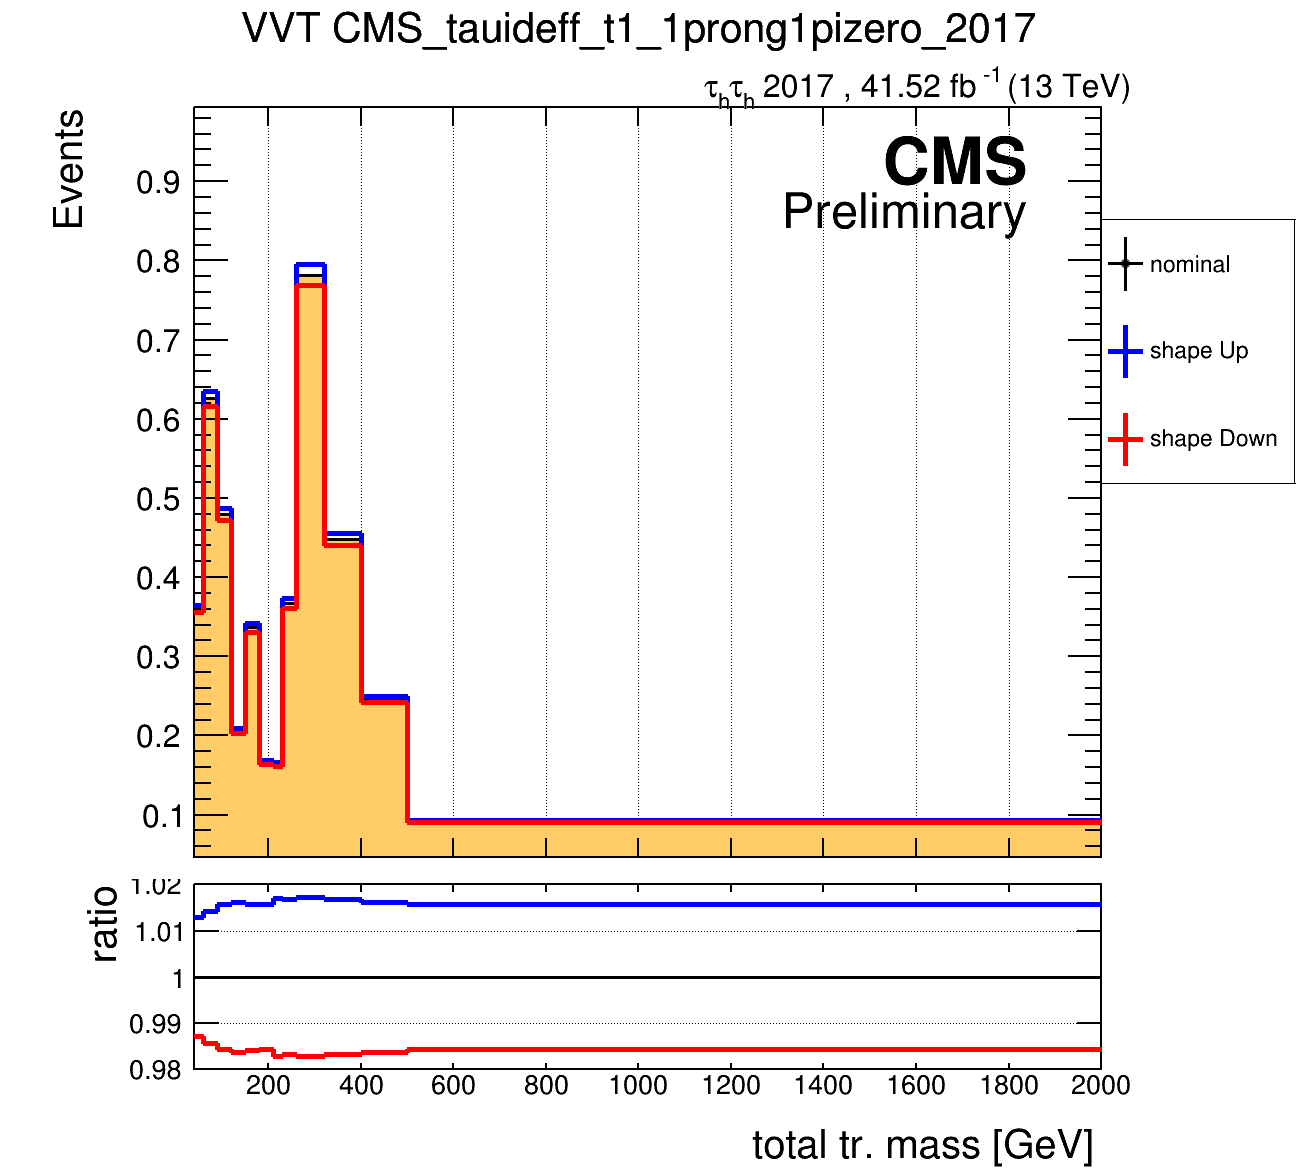 VVT CMS_tauideff_t1_1prong1pizero_2017
τhτh 2017 , 41.52 fb -1 (13 TeV)
Events
CMS
Preliminary
0.9
0.8
0.7
0.6
0.5
0.4
0.3
0.2
0.1
nominal
shape Up
shape Down
ratio
1.02
1.01
1
0.99
0.98
200 400 600 800 1000 1200 1400 1600 1800 2000
total tr. mass [GeV]